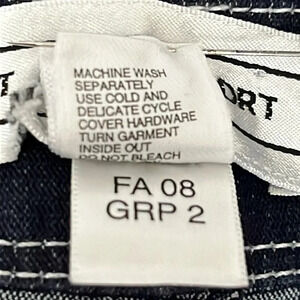 ORT
MACHINE WASH
SEPARATELY
USE COLD AND
DELICATE CYCLE
COVER HARDWARE
TURN GARMENT
INSIDE OUT
DO NOT BLEACH
FA 08
GRP 2